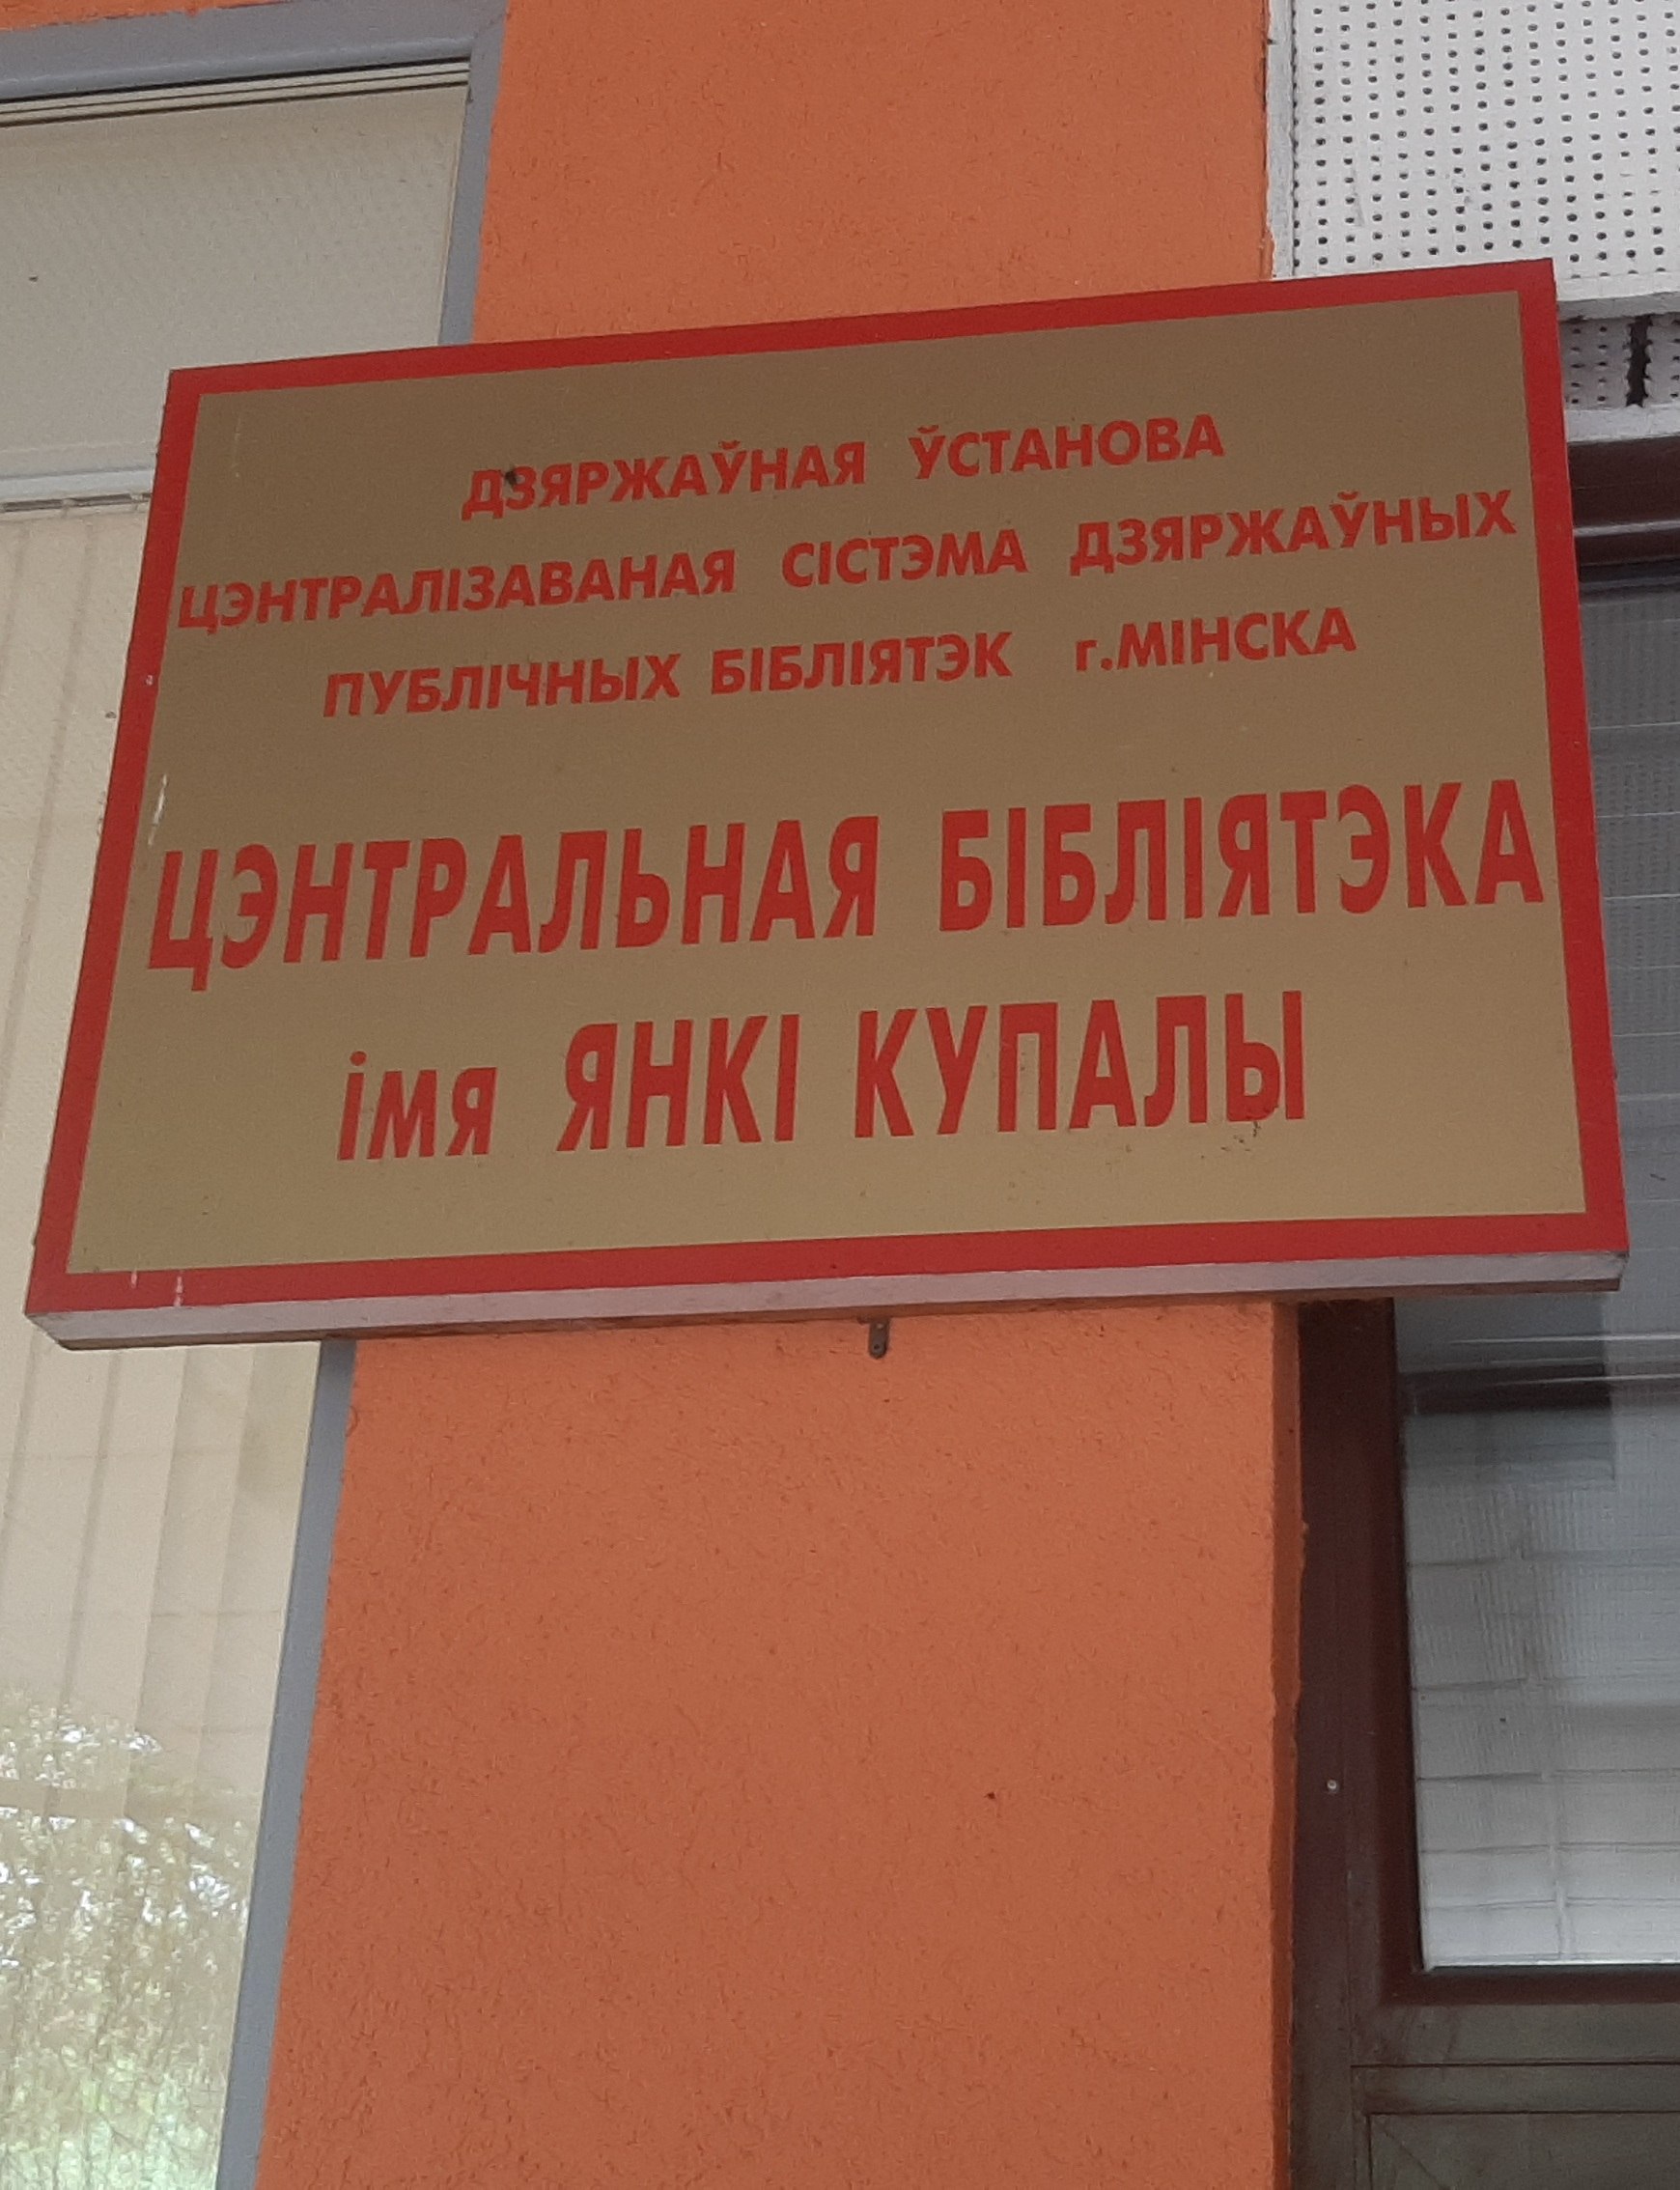 ДЗЯРЖАЎНАЯ ЎСТАНОВА
ЦЭНТРАЛІЗАВАНАЯ СІСТЭМА ДЗЯРЖАЎНЫХ
ПУБЛІЧНЫХ БІБЛІЯТЭК г.МІНСКА
ЦЭНТРАЛЬНАЯ БІБЛІЯТЭКА
імя ЯНКІ КУПАЛЫ